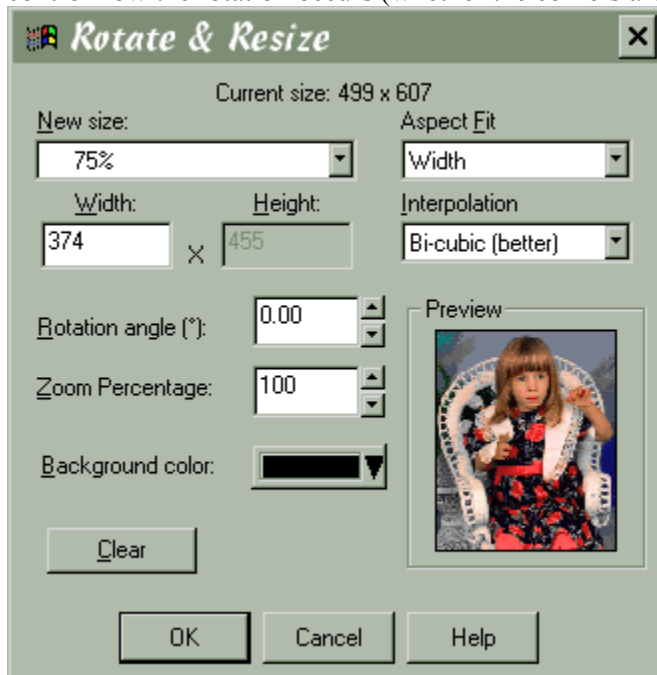 Rotate & Resize
Current size: 499 x 607
New size:
Aspect Fit
75%
Width
Width:
Height:
Interpolation
374
X
455
Bi-cubic (better)
Rotation angle (°):
0.00
Preview
Zoom Percentage:
100
Background color:
Clear
OK
Cancel
Help